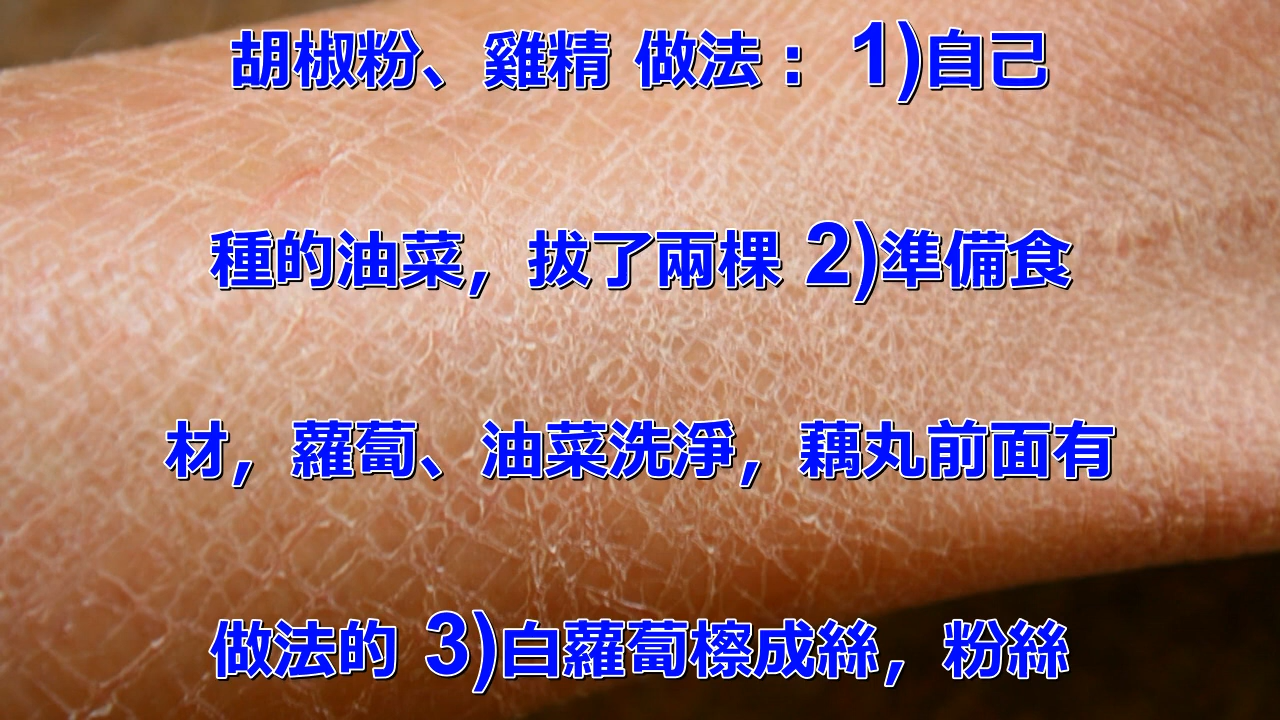 胡椒粉、雞精 做法： 1)自己
種的油菜，拔了兩棵 2)準備食
材，蘿蔔、油菜洗淨，藕丸前面有
做法的 3)白蘿蔔檫成絲，粉絲